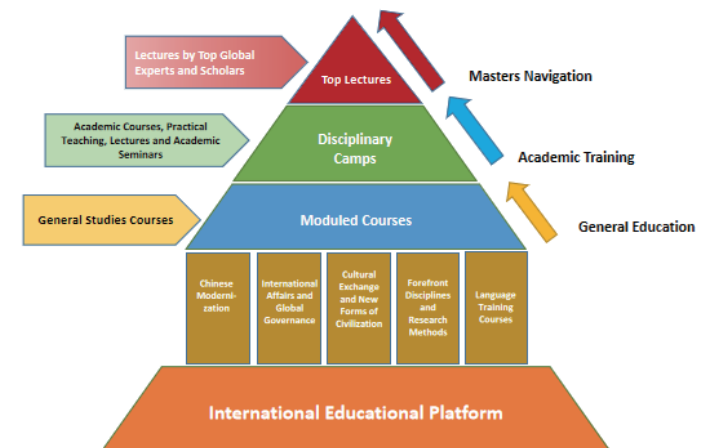 Lectures by Top Global
Experts and Scholars
Top Lectures
Masters Navigation
Academic Courses, Practical
Teaching, Lectures and Academic
Seminars
Disciplinary
Camps
Academic Training
General Studies Courses
Moduled Courses
General Education
Chinese
Moderni-
zation
International
Affairs and
Global
Governance
Cultural
Exchange
and New
Forms of
Civilization
Forefront
Disciplines
and
Research
Methods
Language
Training
Courses
International Educational Platform